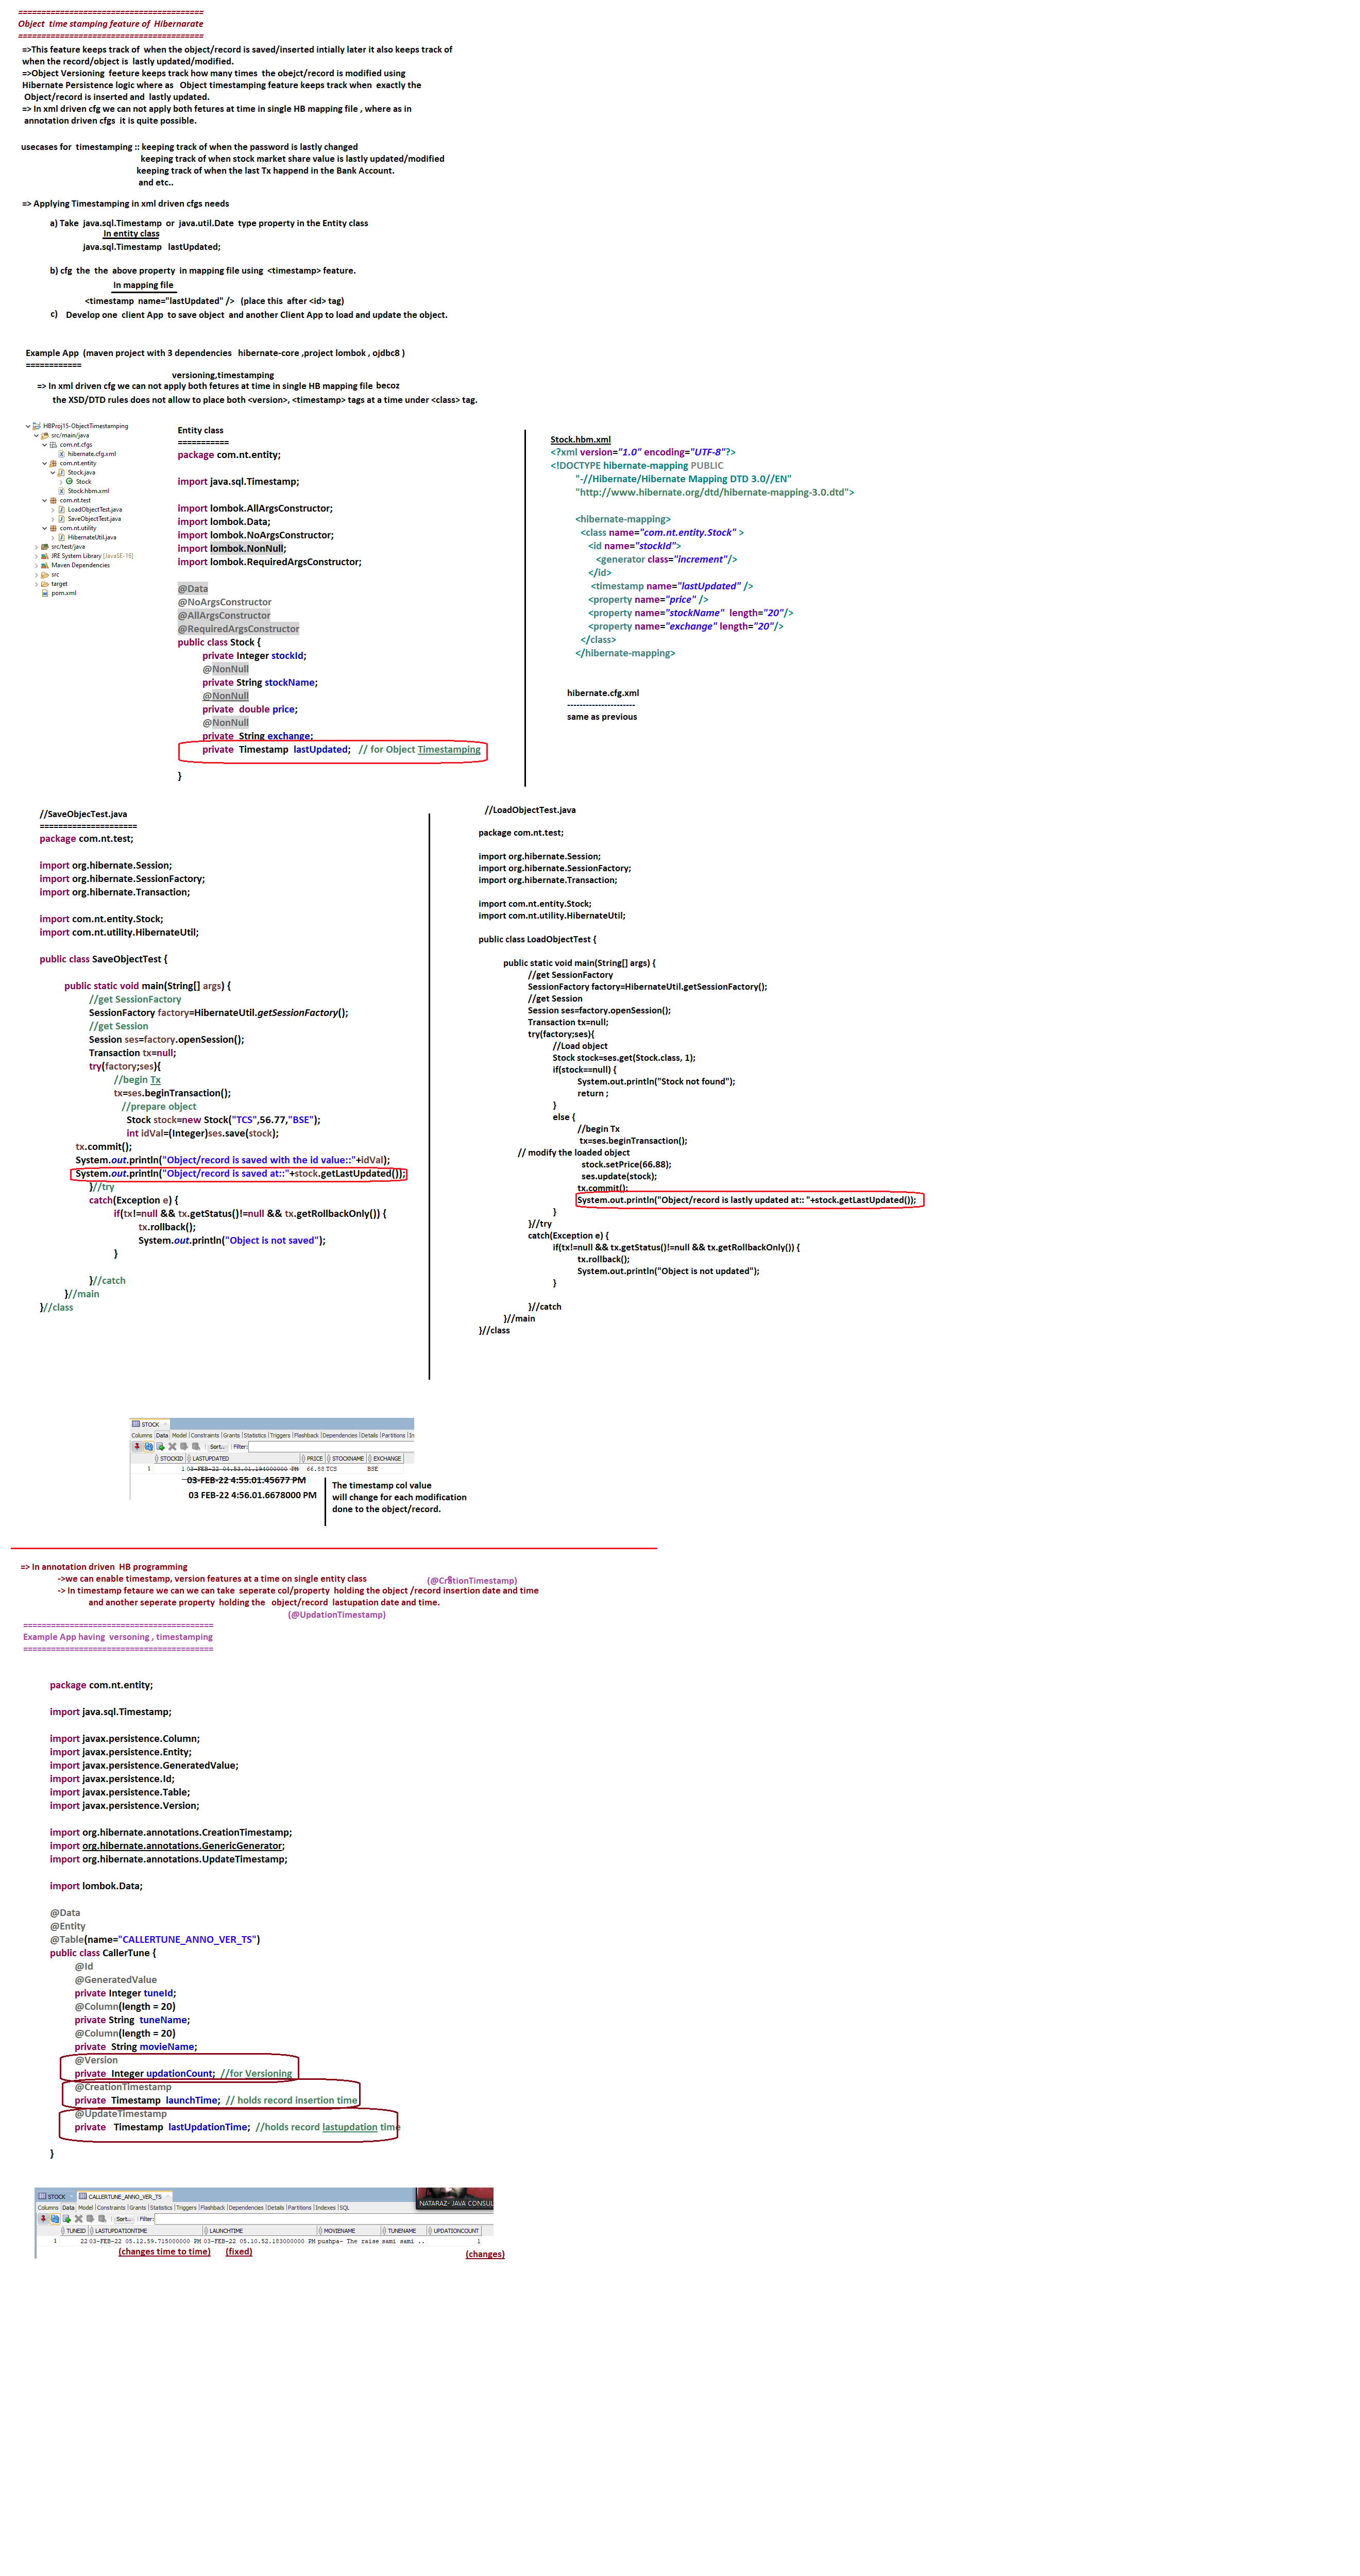 ========================================
Object time stamping feature of Hibernarate
========================================
=>This feature keeps track of when the object/record is saved/inserted intially later it also keeps track of
when the record/object is lastly updated/modified.
=>Object Versioning feeture keeps track how many times the obejct/record is modified using
Hibernate Persistence logic where as Object timestamping feature keeps track when exactly the
Object/record is inserted and lastly updated.
=> In xml driven cfg we can not apply both fetures at time in single HB mapping file , where as in
annotation driven cfgs it is quite possible.
usecases for timestamping :: keeping track of when the password is lastly changed
keeping track of when stock market share value is lastly updated/modified
keeping track of when the last Tx happend in the Bank Account.
and etc..
=> Applying Timestamping in xml driven cfgs needs
a) Take java.sql.Timestamp or java.util.Date type property in the Entity class
In entity class
java.sql.Timestamp lastUpdated;
b) cfg the the above property in mapping file using <timestamp> feature.
In mapping file
<timestamp name="lastUpdated" /> (place this after <id> tag)
c) Develop one client App to save object and another Client App to load and update the object.
Example App (maven project with 3 dependencies hibernate-core ,project lombok , ojdbc8 )
============
versioning,timestamping
=> In xml driven cfg we can not apply both fetures at time in single HB mapping file becoz
the XSD/DTD rules does not allow to place both <version>, <timestamp> tags at a time under <class> tag.
HBProj15-ObjectTimestamping
src/main/java
com.nt.cfgs
hibernate.cfg.xml
com.nt.entity
Stock.java
Stock
Stock.hbm.xml
com.nt.test
LoadObjectTest.java
SaveObjectTest.java
com.nt.utility
HibernateUtil.java
src/test/java
JRE System Library [JavaSE-16]
Maven Dependencies
src
target
pom.xml
Entity class
===========
package com.nt.entity;
import java.sql.Timestamp;
import lombok.AllArgsConstructor;
import lombok.Data;
import lombok.NoArgsConstructor;
import lombok.NonNull;
import lombok.RequiredArgsConstructor;
@Data
@NoArgsConstructor
@AllArgsConstructor
@RequiredArgsConstructor
public class Stock {
private Integer stockId;
@NonNull
private String stockName;
@NonNull
private double price;
@NonNull
private String exchange;
private Timestamp lastUpdated; // for Object Timestamping
}
Stock.hbm.xml
<?xml version="1.0" encoding="UTF-8"?>
<!DOCTYPE hibernate-mapping PUBLIC
"-//Hibernate/Hibernate Mapping DTD 3.0//EN"
"http://www.hibernate.org/dtd/hibernate-mapping-3.0.dtd">
<hibernate-mapping>
<class name="com.nt.entity.Stock" >
<id name="stockId">
<generator class="increment"/>
</id>
<timestamp name="lastUpdated" />
<property name="price" />
<property name="stockName" length="20"/>
<property name="exchange" length="20"/>
</class>
</hibernate-mapping>
hibernate.cfg.xml
---------------------
same as previous
//SaveObjecTest.java
=====================
package com.nt.test;
import org.hibernate.Session;
import org.hibernate.SessionFactory;
import org.hibernate.Transaction;
import com.nt.entity.Stock;
import com.nt.utility.HibernateUtil;
public class SaveObjectTest {
public static void main(String[] args) {
//get SessionFactory
SessionFactory factory=HibernateUtil.getSessionFactory();
//get Session
Session ses=factory.openSession();
Transaction tx=null;
try(factory;ses){
//begin Tx
tx=ses.beginTransaction();
//prepare object
Stock stock=new Stock("TCS",56.77,"BSE");
int idVal=(Integer)ses.save(stock);
tx.commit();
System.out.println("Object/record is saved with the id value::"+idVal);
System.out.println("Object/record is saved at::"+stock.getLastUpdated());
}//try
catch(Exception e) {
if(tx!=null && tx.getStatus()!=null && tx.getRollbackOnly()) {
tx.rollback();
System.out.println("Object is not saved");
}
}//catch
}//main
}//class
//LoadObjectTest.java
package com.nt.test;
import org.hibernate.Session;
import org.hibernate.SessionFactory;
import org.hibernate.Transaction;
import com.nt.entity.Stock;
import com.nt.utility.HibernateUtil;
public class LoadObjectTest {
public static void main(String[] args) {
//get SessionFactory
SessionFactory factory=HibernateUtil.getSessionFactory();
//get Session
Session ses=factory.openSession();
Transaction tx=null;
try(factory;ses){
//Load object
Stock stock=ses.get(Stock.class, 1);
if(stock==null) {
System.out.println("Stock not found");
return ;
}
else {
//begin Tx
tx=ses.beginTransaction();
// modify the loaded object
stock.setPrice(66.88);
ses.update(stock);
tx.commit();
System.out.println("Object/record is lastly updated at:: "+stock.getLastUpdated());
}
}//try
catch(Exception e) {
if(tx!=null && tx.getStatus()!=null && tx.getRollbackOnly()) {
tx.rollback();
System.out.println("Object is not updated");
}
}//catch
}//main
}//class
STOCK
Columns Data Model Constraints Grants Statistics Triggers Flashback Dependencies Details Partitions In
Sort.. Filter:
STOCKID LASTUPDATED PRICE STOCKNAME EXCHANGE
1 1 03-FEB-22 04.53.01.194000000 PM 66.88 TCS BSE
03-FEB-22 4:55.01.45677 PM
03 FEB-22 4:56.01.6678000 PM
The timestamp col value
will change for each modification
done to the object/record.
=> In annotation driven HB programming
->we can enable timestamp, version features at a time on single entity class
(@CrationTimestamp)
-> In timestamp fetaure we can we can take seperate col/property holding the object /record insertion date and time
and another seperate property holding the object/record lastupation date and time.
(@UpdationTimestamp)
=========================================
Example App having versoning , timestamping
=========================================
package com.nt.entity;
import java.sql.Timestamp;
import javax.persistence.Column;
import javax.persistence.Entity;
import javax.persistence.GeneratedValue;
import javax.persistence.Id;
import javax.persistence.Table;
import javax.persistence.Version;
import org.hibernate.annotations.CreationTimestamp;
import org.hibernate.annotations.GenericGenerator;
import org.hibernate.annotations.UpdateTimestamp;
import lombok.Data;
@Data
@Entity
@Table(name="CALLERTUNE_ANNO_VER_TS")
public class CallerTune {
@Id
@GeneratedValue
private Integer tuneId;
@Column(length = 20)
private String tuneName;
@Column(length = 20)
private String movieName;
@Version
private Integer updationCount; //for Versioning
@CreationTimestamp
private Timestamp launchTime; // holds record insertion time
@UpdateTimestamp
private Timestamp lastUpdationTime; //holds record lastupdation time
}
STOCK CALLERTUNE_ANNO_VER_TS
NATARAZ- JAVA CONSUL
Columns Data Model Constraints Grants Statistics Triggers Flashback Dependencies Details Partitions Indexes SQL
Sort.. Filter:
TUNEID LASTUPDATIONTIME LAUNCHTIME MOVIENAME TUNENAME UPDATIONCOUNT
1 22 03-FEB-22 05.12.59.715000000 PM 03-FEB-22 05.10.52.183000000 PM pushpa- The raise sami sami .. 1
(changes time to time) (fixed) (changes)